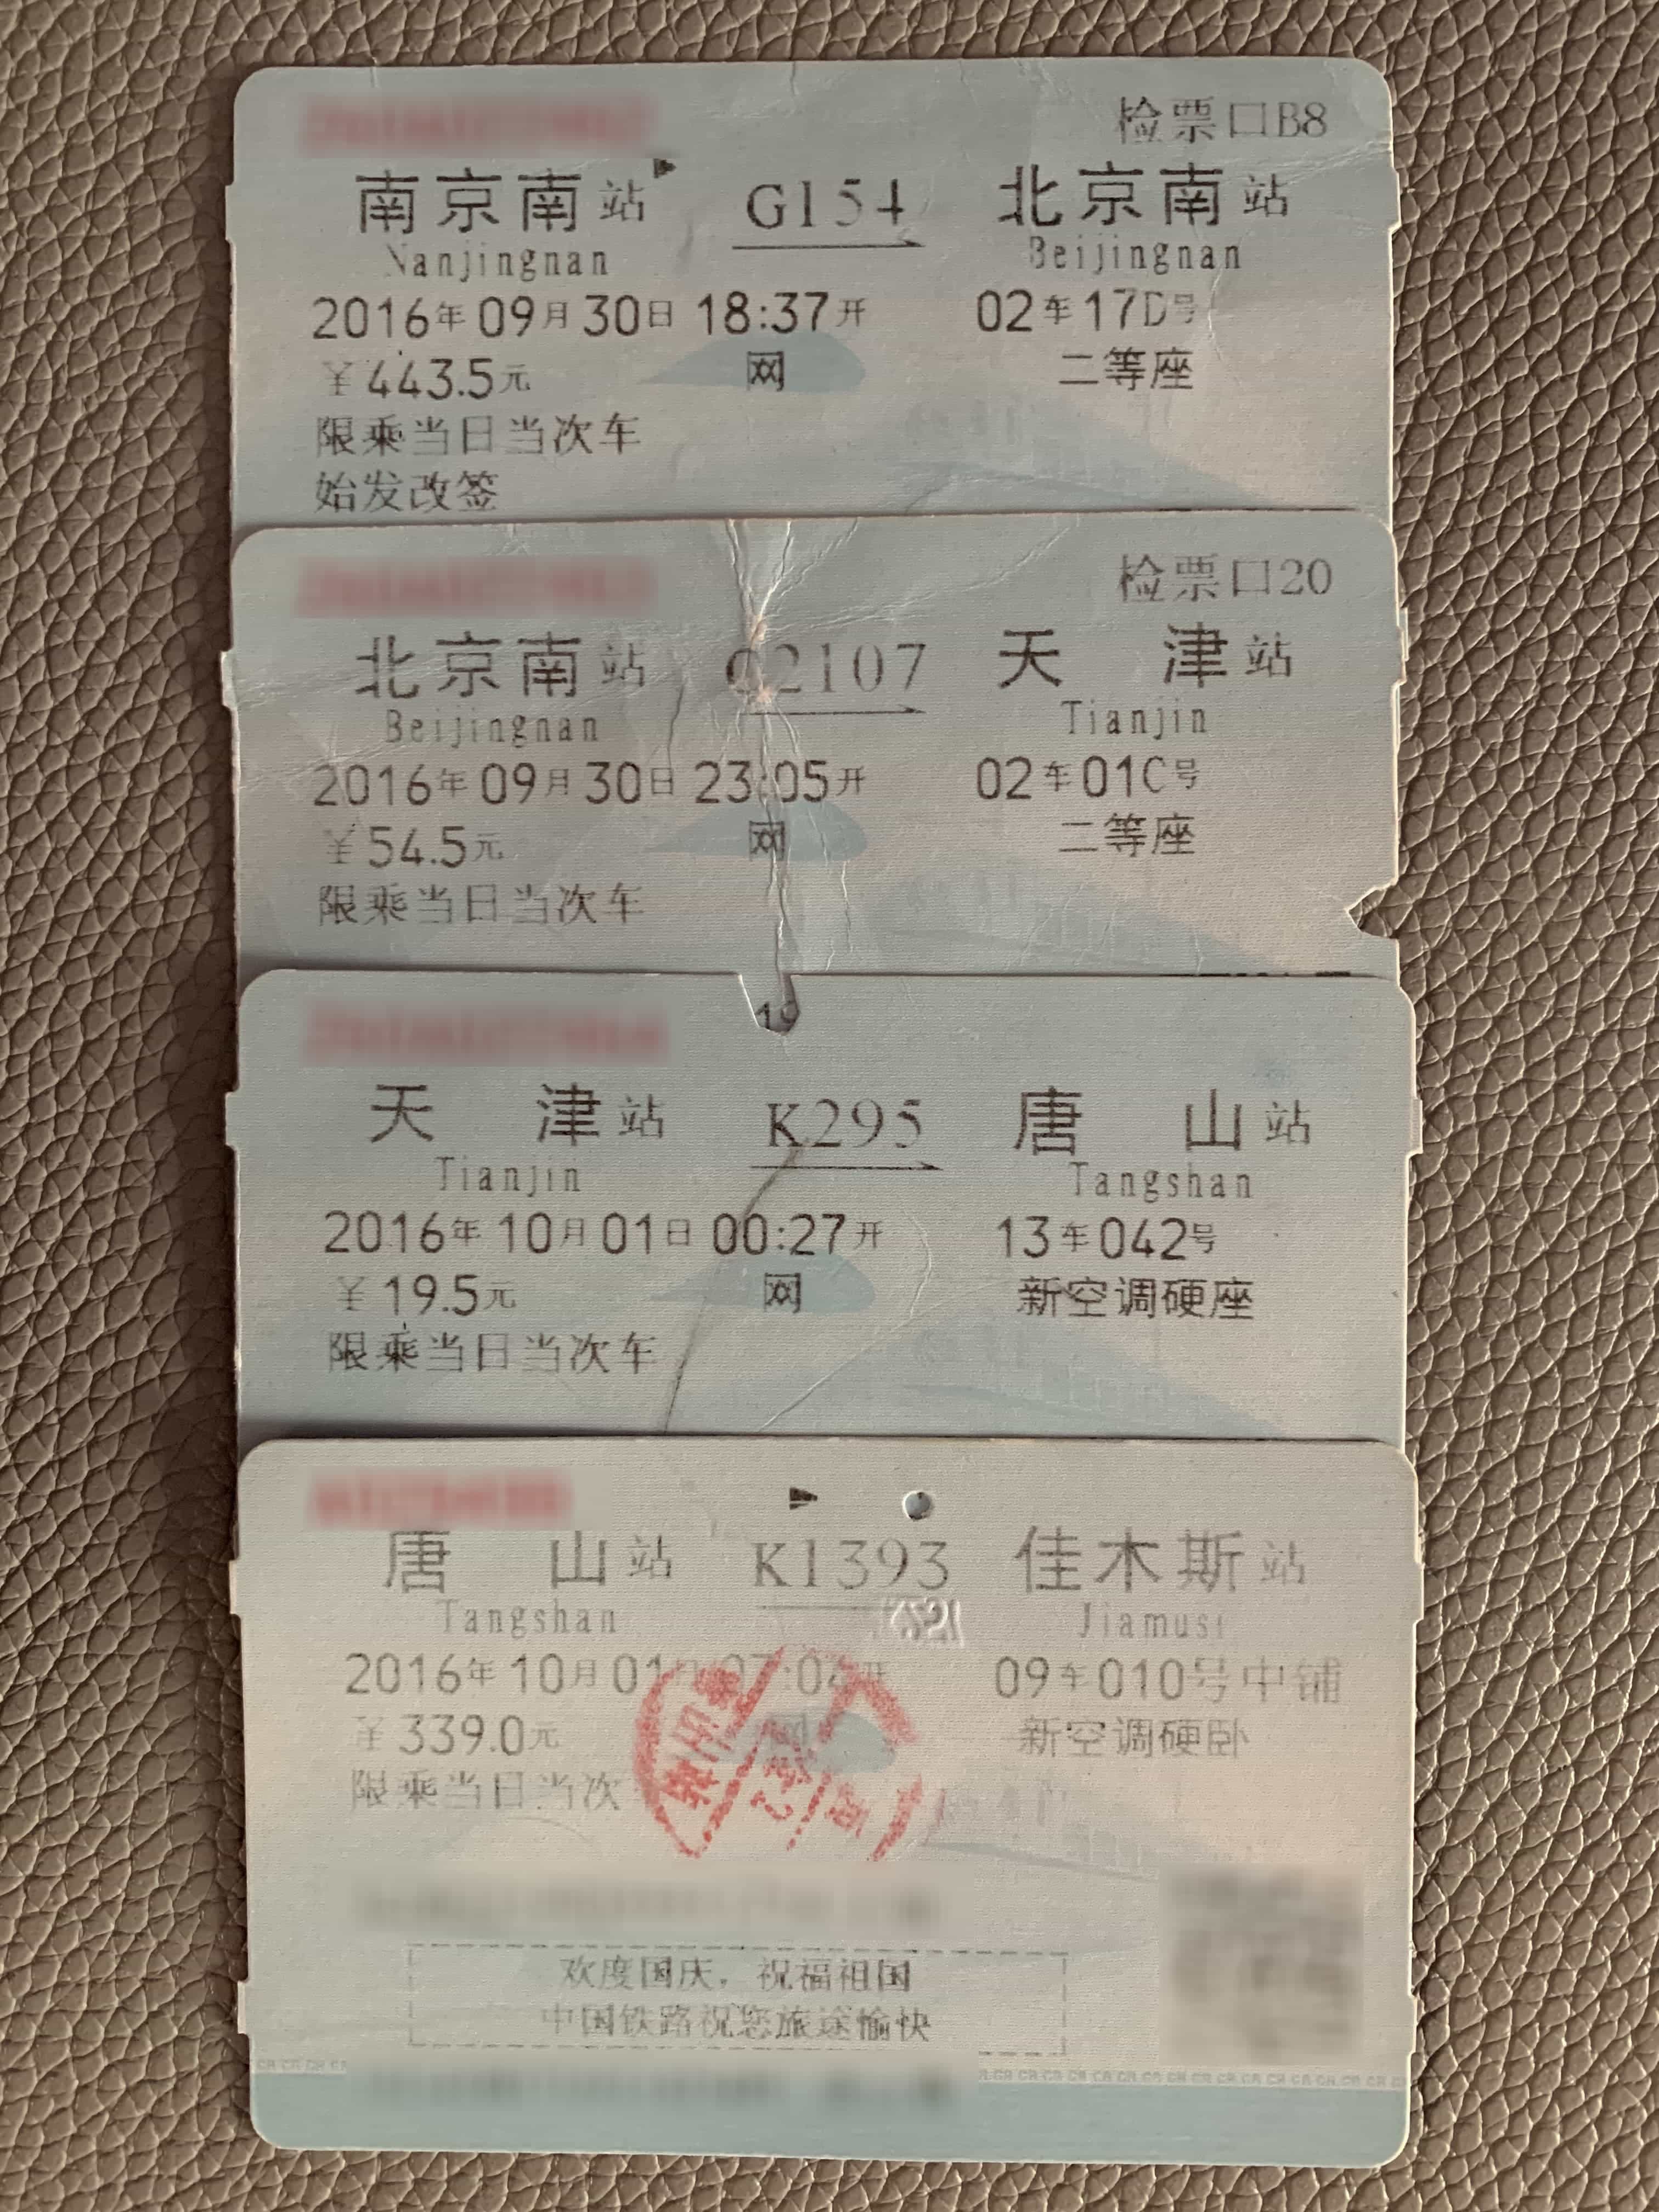 检票口B8
南京南站 G154 北京南站
Nanjingnan Beijingnan
2016年09月30日 18:37开 02车17D号
￥443.5元 网 二等座
限乘当日当次车
始发改签
检票口20
北京南站 C2107 天津站
Beijingnan Tianjin
2016年09月30日 23:05开 02车01C号
￥54.5元 网 二等座
限乘当日当次车
19
天津站 K295 唐山站
Tianjin Tangshan
2016年10月01日 00:27开 13车042号
￥19.5元 网 新空调硬座
限乘当日当次车
唐山站 K1393 佳木斯站
Tangshan Jiamusi
2016年10月01日 07:04开 09车010号中铺
￥339.0元 网 新空调硬卧
限乘当日当次
欢度国庆，祝福祖国
中国铁路祝您旅途愉快